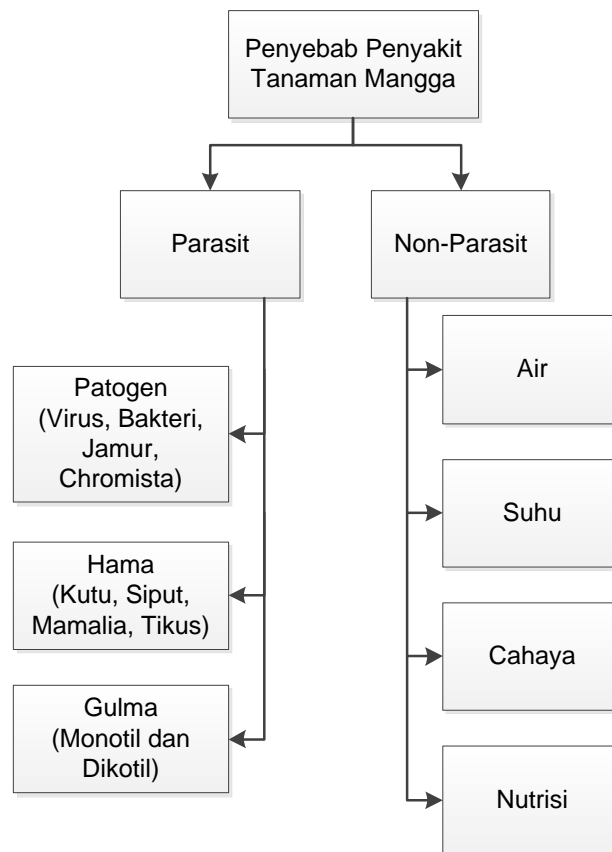 Penyebab Penyakit
Tanaman Mangga
Parasit
Non-Parasit
Patogen
(Virus, Bakteri,
Jamur,
Chromista)
Hama
(Kutu, Siput,
Mamalia, Tikus)
Gulma
(Monotil dan
Dikotil)
Air
Suhu
Cahaya
Nutrisi